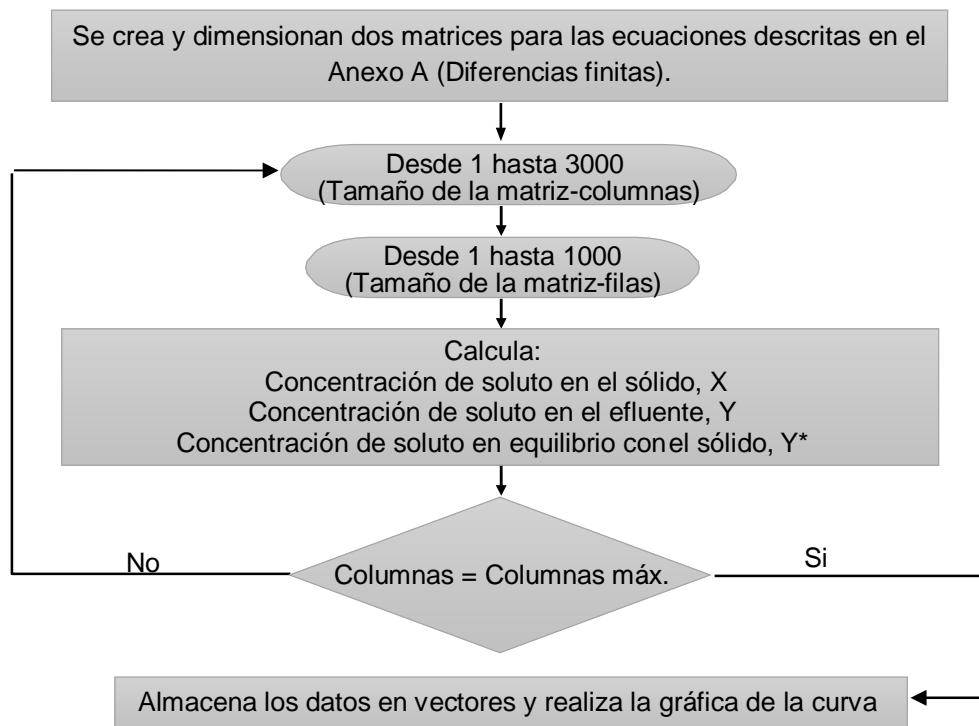 Se crea y dimensionan dos matrices para las ecuaciones descritas en el
Anexo A (Diferencias finitas).
Desde 1 hasta 3000
(Tamaño de la matriz-columnas)
Desde 1 hasta 1000
(Tamaño de la matriz-filas)
Calcula:
Concentración de soluto en el sólido, X
Concentración de soluto en el efluente, Y
Concentración de soluto en equilibrio con el sólido, Y*
No
Columnas = Columnas máx.
Si
Almacena los datos en vectores y realiza la gráfica de la curva